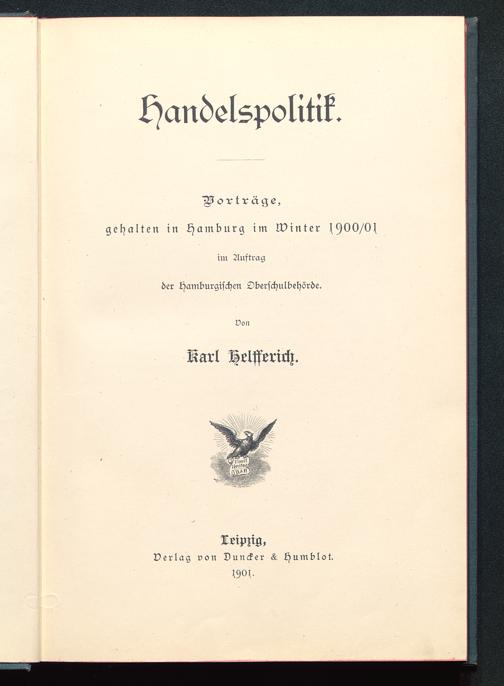 Handelspolitik.
Vorträge,
gehalten in Hamburg im Winter 1900/01
im Auftrag
der Hamburgischen Oberschulbehörde.
Von
Karl Helfferich.
Leipzig,
Verlag von Duncker & Humblot.
1901.